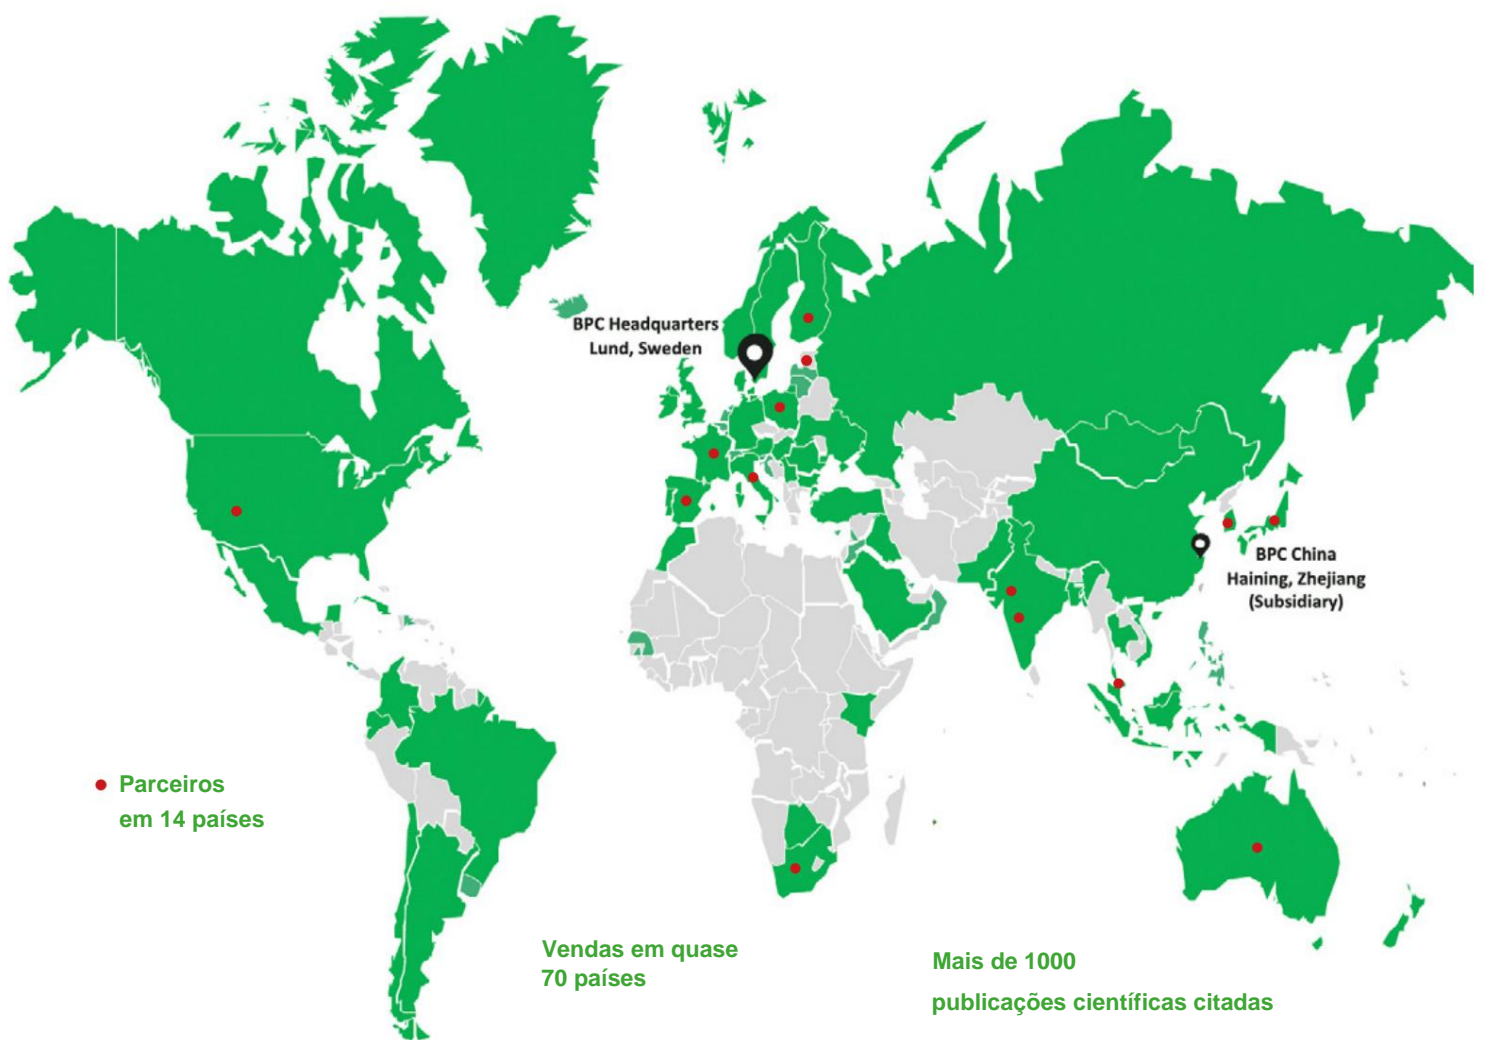 BPC Headquarters
Lund, Sweden
BPC China
Haining, Zhejiang
(Subsidiary)
Parceiros
em 14 países
Vendas em quase
70 países
Mais de 1000
publicações científicas citadas